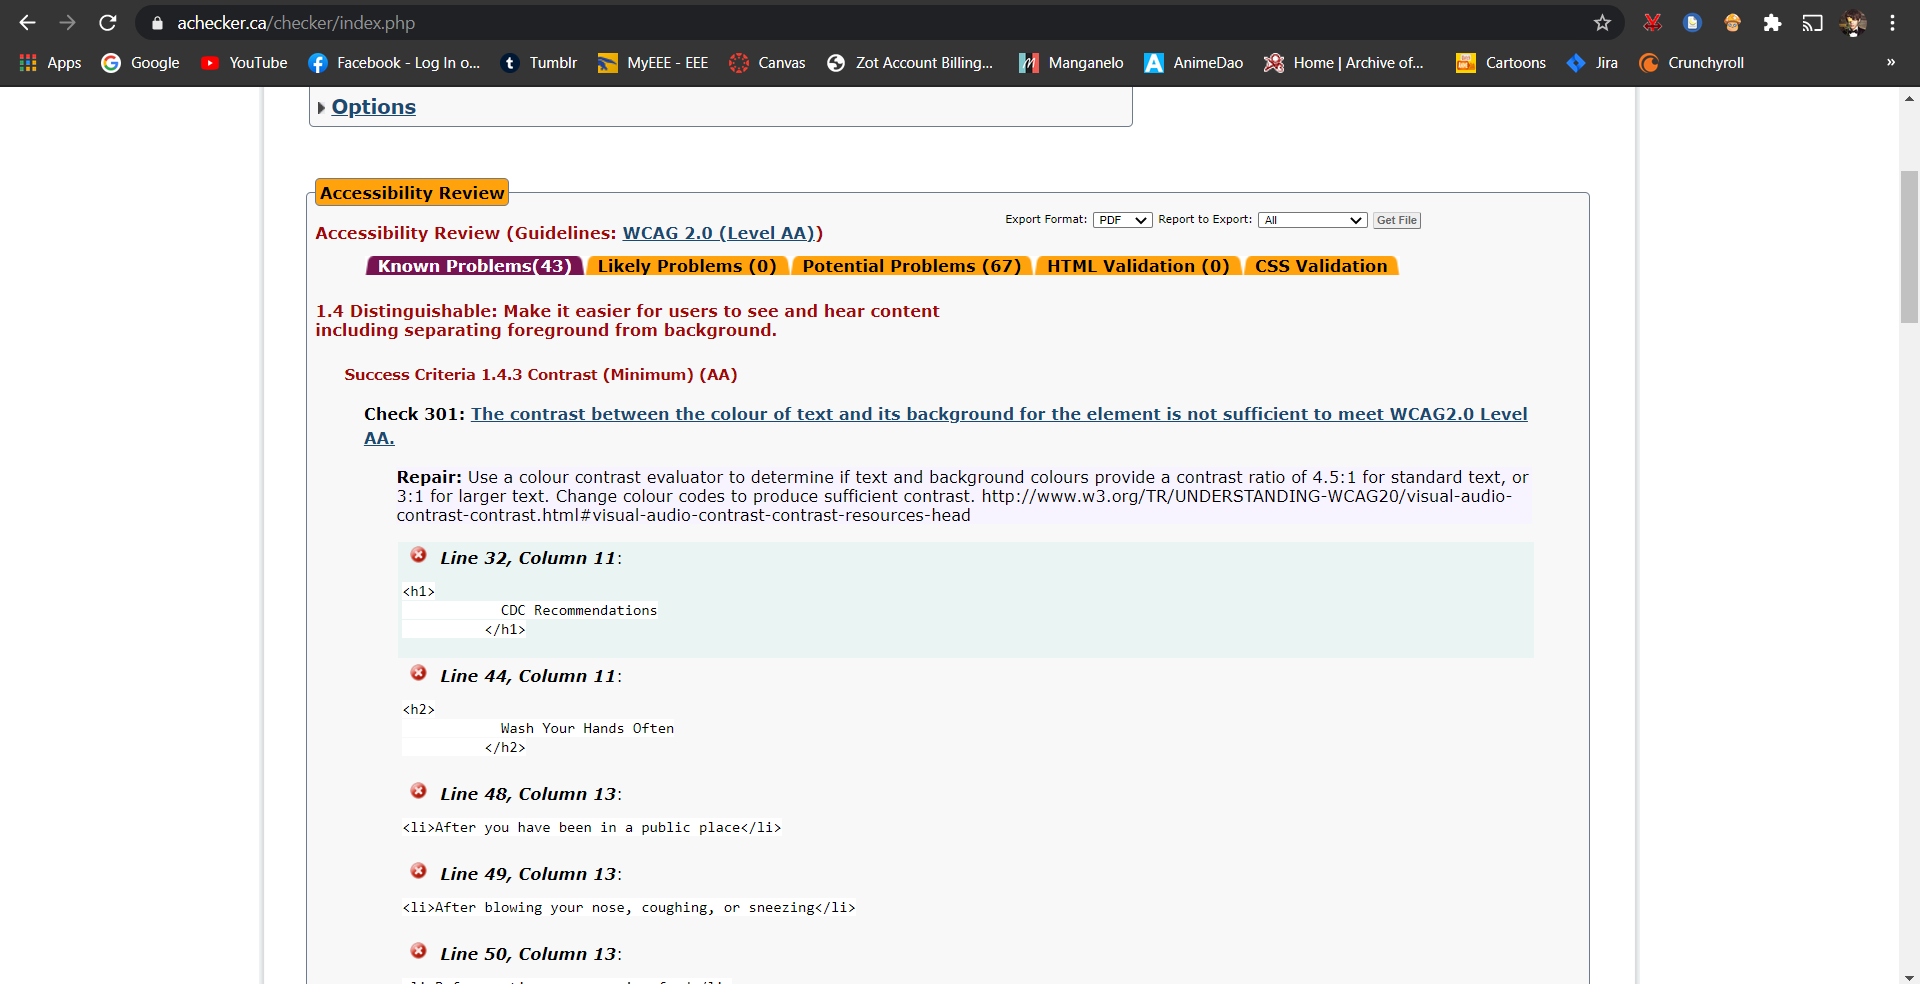 achecker.ca/checker/index.php
Apps Google YouTube Facebook - Log In o... Tumblr MyEEE - EEE Canvas Zot Account Billing... Manganelo AnimeDao Home | Archive of... Cartoons Jira Crunchyroll »
Options
Accessibility Review
Export Format: PDF Report to Export: All Get File
Accessibility Review (Guidelines: WCAG 2.0 (Level AA))
Known Problems(43) Likely Problems (0) Potential Problems (67) HTML Validation (0) CSS Validation
1.4 Distinguishable: Make it easier for users to see and hear content
including separating foreground from background.
Success Criteria 1.4.3 Contrast (Minimum) (AA)
Check 301: The contrast between the colour of text and its background for the element is not sufficient to meet WCAG2.0 Level
AA.
Repair: Use a colour contrast evaluator to determine if text and background colours provide a contrast ratio of 4.5:1 for standard text, or
3:1 for larger text. Change colour codes to produce sufficient contrast. http://www.w3.org/TR/UNDERSTANDING-WCAG20/visual-audio-
contrast-contrast.html#visual-audio-contrast-contrast-resources-head
Line 32, Column 11:
<h1>
CDC Recommendations
</h1>
Line 44, Column 11:
<h2>
Wash Your Hands Often
</h2>
Line 48, Column 13:
<li>After you have been in a public place</li>
Line 49, Column 13:
<li>After blowing your nose, coughing, or sneezing</li>
Line 50, Column 13: